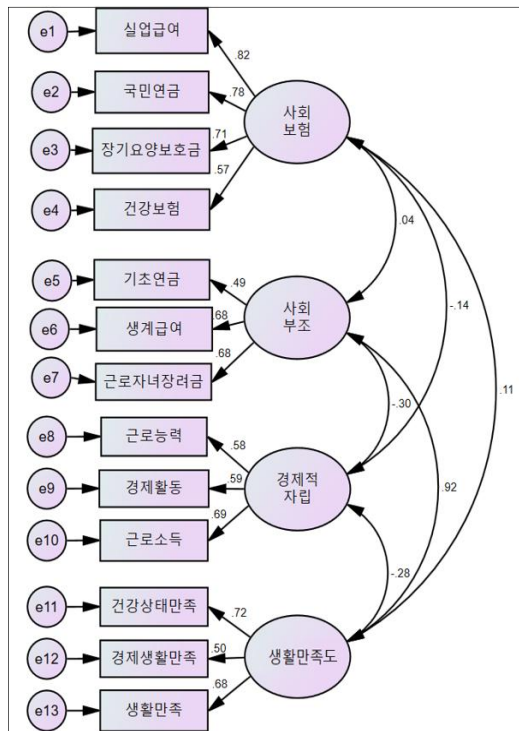 e1 실업급여
.82
e2 국민연금
.78
사회
보험
e3 장기요양보호금
.71
.57
e4 건강보험
.04
e5 기초연금
.49
사회
부조
-.14
e6 생계급여
.68
e7 근로자녀장려금
.68
-.30
.11
e8 근로능력
.58
e9 경제활동
.59
경제적
자립
.92
e10 근로소득
.69
-.28
e11 건강상태만족
.72
e12 경제생활만족
.50
생활만족도
e13 생활만족
.68